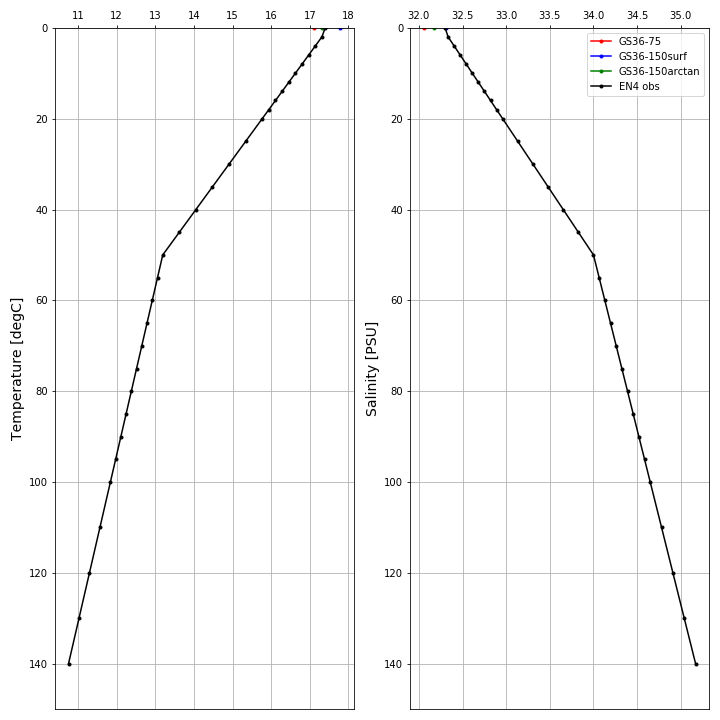 11 12 13 14 15 16 17 18
0
20
40
60
80
100
120
140
Temperature [degC]
32.0 32.5 33.0 33.5 34.0 34.5 35.0
0
20
40
60
80
100
120
140
Salinity [PSU]
GS36-75
GS36-150surf
GS36-150arctan
EN4 obs